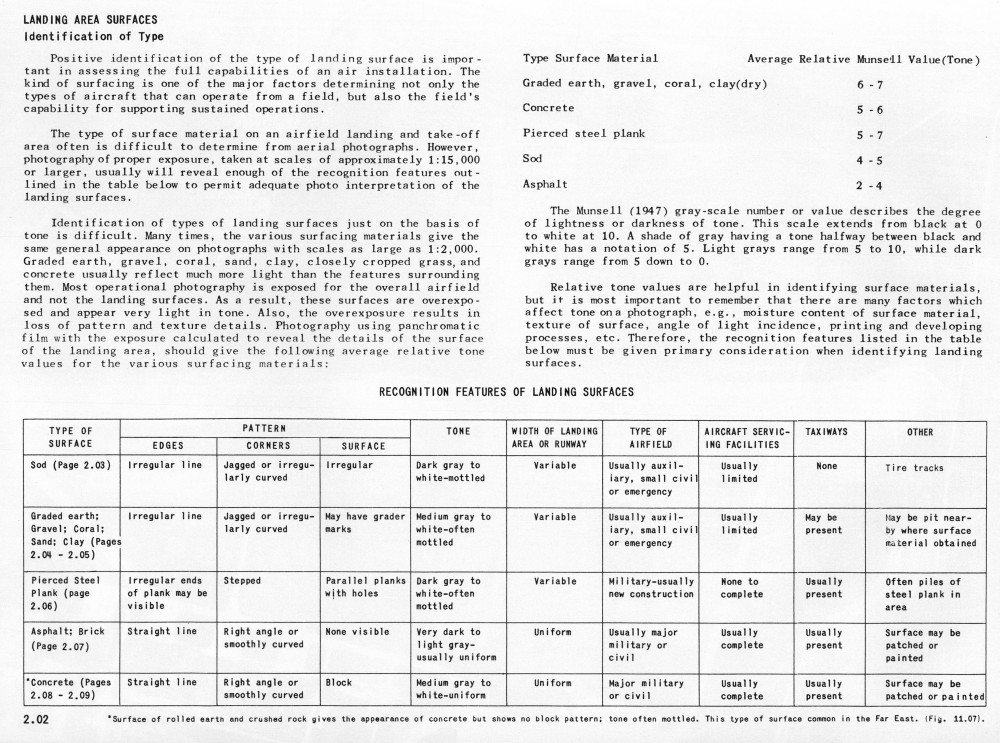 LANDING AREA SURFACES
Identification of Type
Positive identification of the type of landing surface is impor-
tant in assessing the full capabilities of an air installation. The
kind of surfacing is one of the major factors determining not only the
types of aircraft that can operate from a field, but also the field's
capability for supporting sustained operations.
The type of surface material on an airfield landing and take-off
area often is difficult to determine from aerial photographs. However,
photography of proper exposure, taken at scales of approximately 1:15,000
or larger, usually will reveal enough of the recognition features out-
lined in the table below to permit adequate photo interpretation of the
landing surfaces.
Identification of types of landing surfaces just on the basis of
tone is difficult. Many times, the various surfacing materials give the
same general appearance on photographs with scales as large as 1:2,000.
Graded earth, gravel, coral, sand, clay, closely cropped grass, and
concrete usually reflect much more light than the features surrounding
them. Most operational photography is exposed for the overall airfield
and not the landing surfaces. As a result, these surfaces are overexpo-
sed and appear very light in tone. Also, the overexposure results in
loss of pattern and texture details. Photography using panchromatic
film with the exposure calculated to reveal the details of the surface
of the landing area, should give the following average relative tone
values for the various surfacing materials:
Type Surface Material Average Relative Munsell Value(Tone)
Graded earth, gravel, coral, clay(dry) 6 - 7
Concrete 5 - 6
Pierced steel plank 5 - 7
Sod 4 - 5
Asphalt 2 - 4
The Munsell (1947) gray-scale number or value describes the degree
of lightness or darkness of tone. This scale extends from black at 0
to white at 10. A shade of gray having a tone halfway between black and
white has a notation of 5. Light grays range from 5 to 10, while dark
grays range from 5 down to 0.
Relative tone values are helpful in identifying surface materials,
but it is most important to remember that there are many factors which
affect tone on a photograph, e.g., moisture content of surface material,
texture of surface, angle of light incidence, printing and developing
processes, etc. Therefore, the recognition features listed in the table
below must be given primary consideration when identifying landing
surfaces.
RECOGNITION FEATURES OF LANDING SURFACES
TYPE OF SURFACE PATTERN TONE WIDTH OF LANDING AREA OR RUNWAY TYPE OF AIRFIELD AIRCRAFT SERVIC-ING FACILITIES TAXIWAYS OTHER
EDGES CORNERS SURFACE
Sod (Page 2.03) Irregular line Jagged or irregu- Irregular Dark gray to Variable Usually auxil- Usually None Tire tracks
larly curved white-mottled iary, small civil limited
or emergency
Graded earth; Irregular line Jagged or irregu- May have grader Medium gray to Variable Usually auxil- Usually May be May be pit near-
Gravel; Coral; larly curved marks white-often iary, small civil limited present by where surface
Sand; Clay (Pages mottled or emergency material obtained
2.04 - 2.05)
Pierced Steel Irregular ends Stepped Parallel planks Dark gray to Variable Military-usually None to Usually Often piles of
Plank (page of plank may be with holes white-often new construction complete present steel plank in
2.06) visible mottled area
Asphalt; Brick Straight line Right angle or None visible Very dark to Uniform Usually major Usually Usually Surface may be
(Page 2.07) smoothly curved light gray- military or complete present patched or
usually uniform civil painted
*Concrete (Pages Straight line Right angle or Block Medium gray to Uniform Major military Usually Usually Surface may be
2.08 - 2.09) smoothly curved white-uniform or civil complete present patched or painted
2.02 *Surface of rolled earth and crushed rock gives the appearance of concrete but shows no block pattern; tone often mottled. This type of surface common in the Far East. (Fig. 11.07).